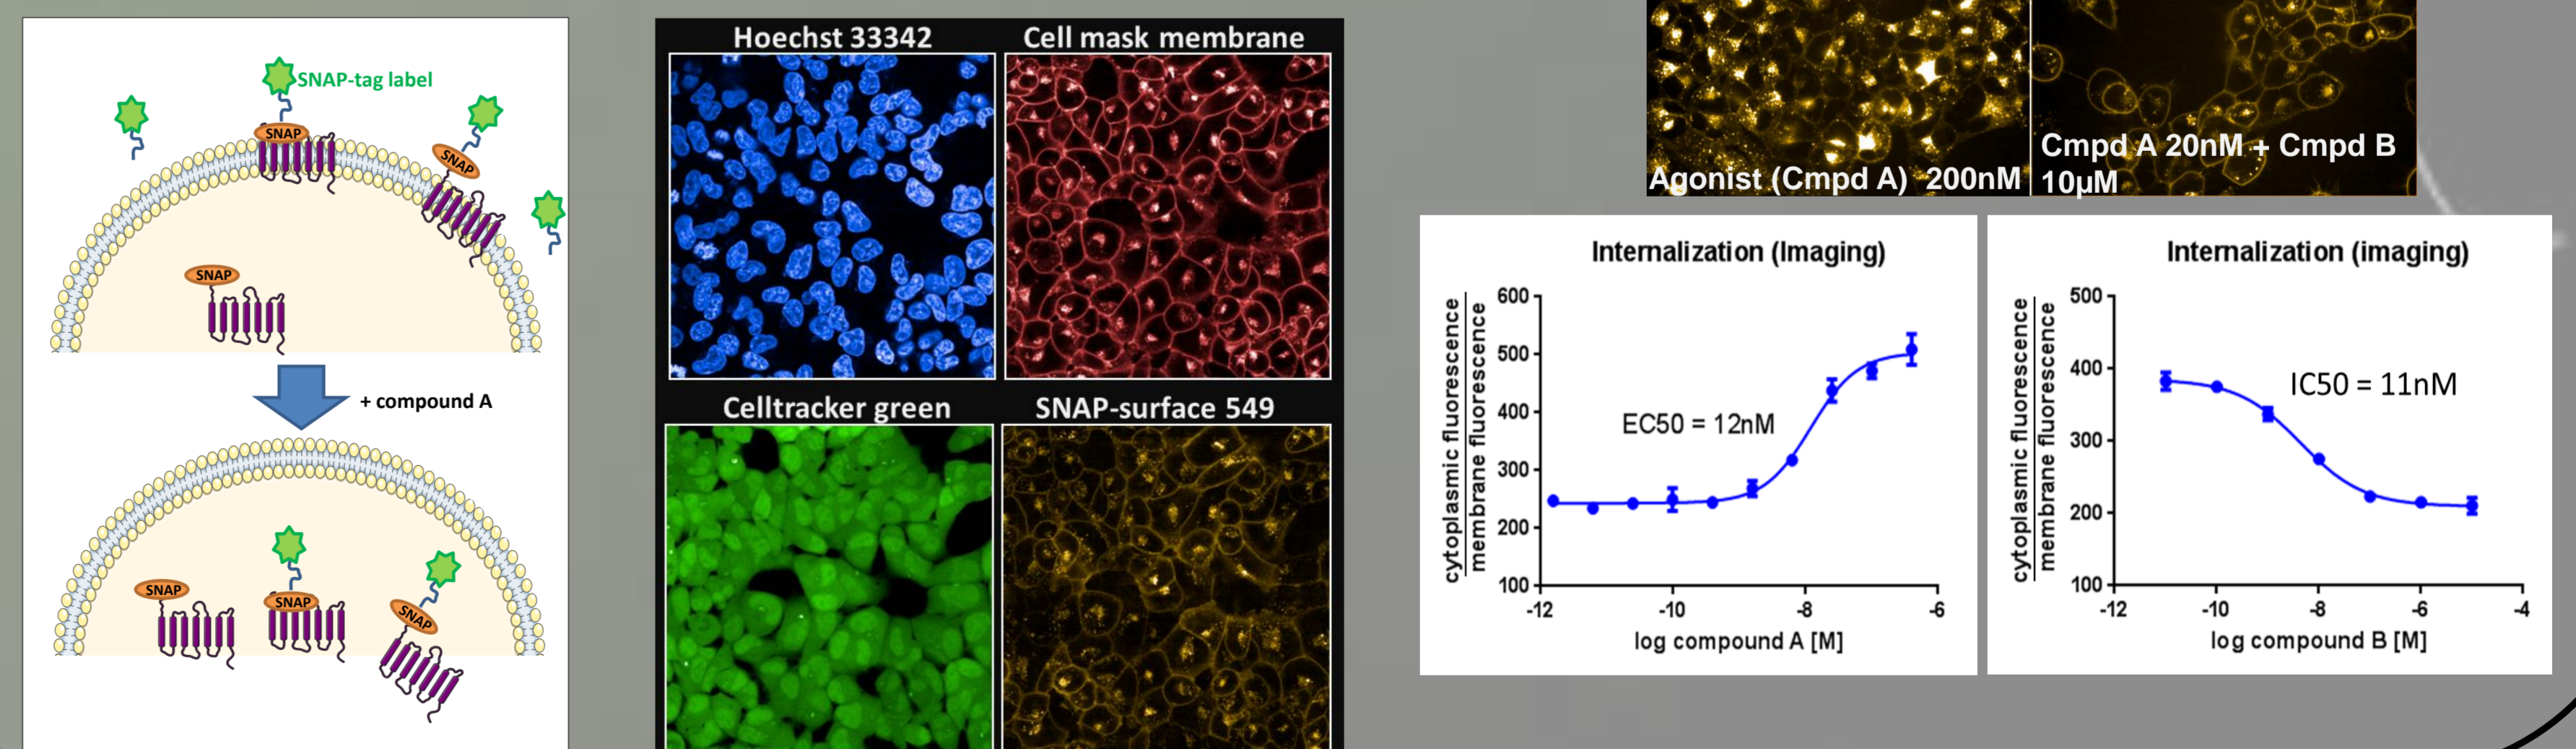 SNAP-tag label
SNAP
SNAP
SNAP
+ compound A
SNAP
SNAP
SNAP
Hoechst 33342
Cell mask membrane
Celltracker green
SNAP-surface 549
Agonist (Cmpd A) 200nM
Cmpd A 20nM + Cmpd B
10µM
Internalization (Imaging)
cytoplasmic fluorescence
membrane fluorescence
600
500
400
300
200
100
EC50 = 12nM
-12
-10
-8
-6
log compound A [M]
Internalization (imaging)
cytoplasmic fluorescence
membrane fluorescence
500
400
300
200
100
IC50 = 11nM
-12
-10
-8
-6
-4
log compound B [M]